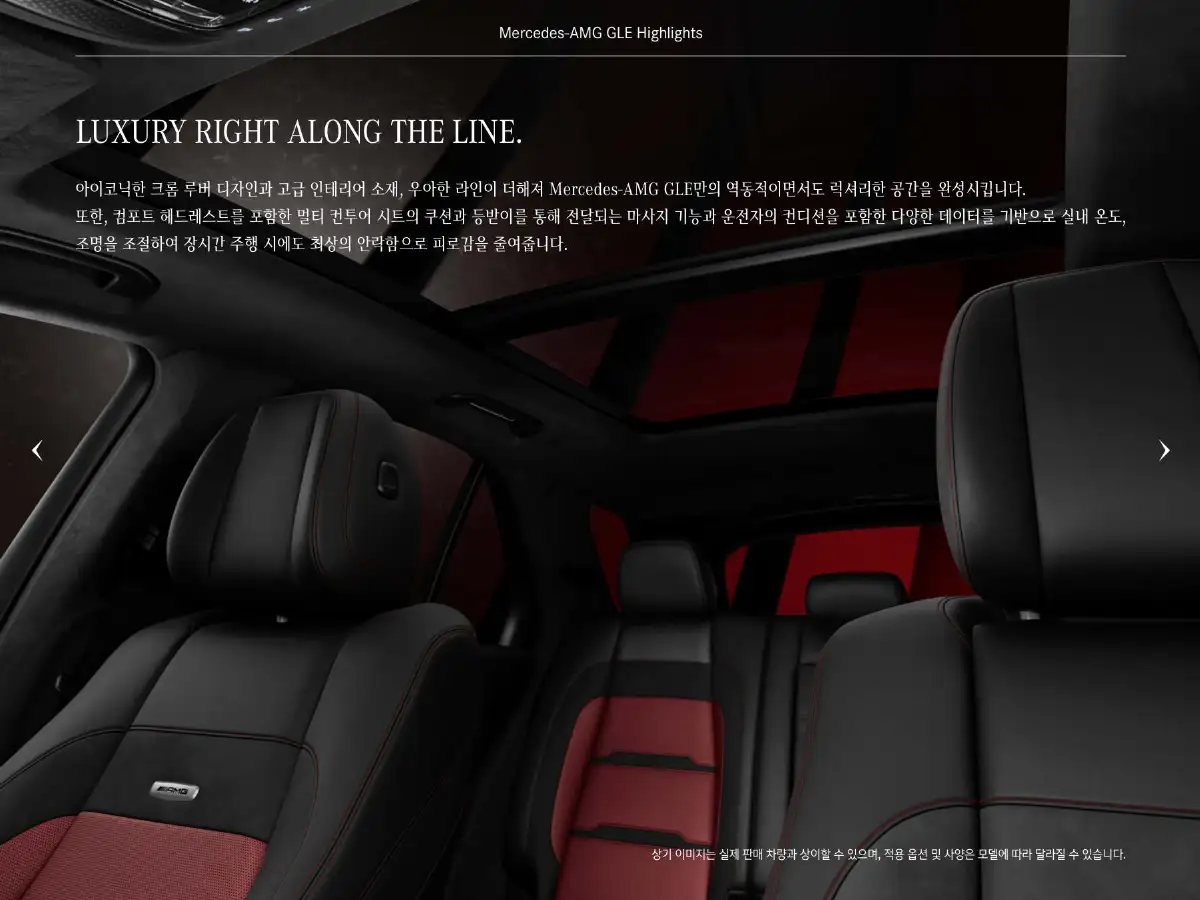 Mercedes-AMG GLE Highlights
LUXURY RIGHT ALONG THE LINE.
아이코닉한 크롬 루버 디자인과 고급 인테리어 소재, 우아한 라인이 더해져 Mercedes-AMG GLE만의 역동적이면서도 럭셔리한 공간을 완성시킵니다.
또한, 컴포트 헤드레스트를 포함한 멀티 컨투어 시트의 쿠션과 등받이를 통해 전달되는 마사지 기능과 운전자의 컨디션을 포함한 다양한 데이터를 기반으로 실내 온도,
조명을 조절하여 장시간 주행 시에도 최상의 안락함으로 피로감을 줄여줍니다.
AMG
상기 이미지는 실제 판매 차량과 상이할 수 있으며, 적용 옵션 및 사양은 모델에 따라 달라질 수 있습니다.